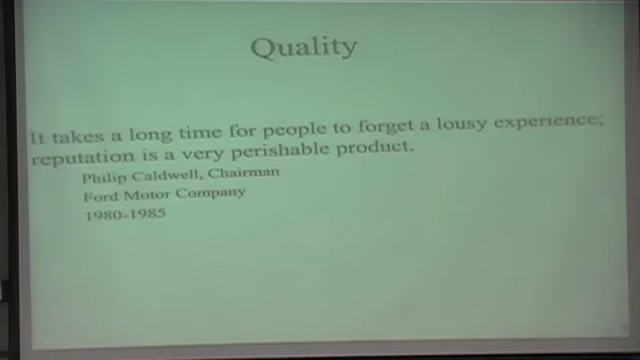 Quality
It takes a long time for people to forget a lousy experience;
reputation is a very perishable product.
Philip Caldwell, Chairman
Ford Motor Company
1980-1985